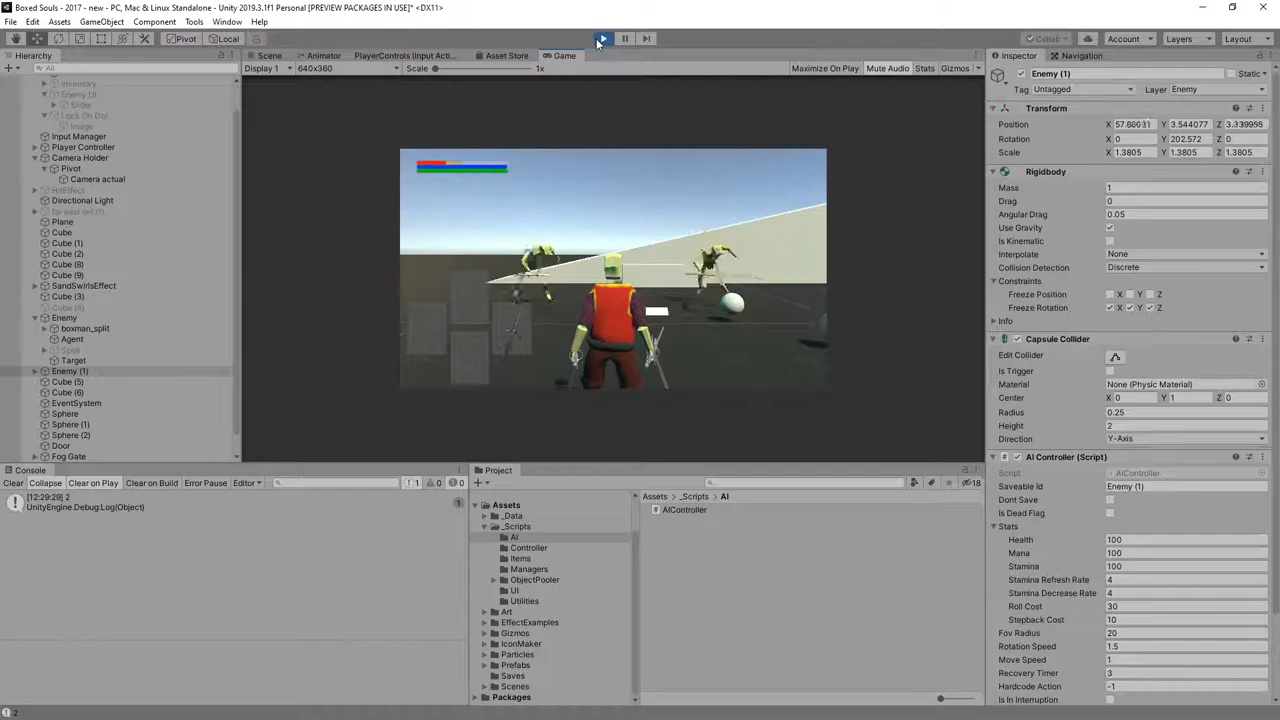 Boxed Souls - 2017 - new - PC, Mac & Linux Standalone - Unity 2019.3.1f1 Personal [PREVIEW PACKAGES IN USE]* <DX11>
File Edit Assets GameObject Component Tools Window Help
Pivot Local Collab Account Layers Layout
Hierarchy
All
Inventory
Enemy UI
Slider
Lock On Dot
Image
Input Manager
Player Controller
Camera Holder
Pivot
Camera actual
HitEffect
Directional Light
far east set (1)
Plane
Cube
Cube (1)
Cube (2)
Cube (8)
Cube (9)
SandSwirlsEffect
Cube (3)
Cube (4)
Enemy
boxman_split
Agent
Spell
Target
Enemy (1)
Cube (5)
Cube (6)
EventSystem
Sphere
Sphere (1)
Sphere (2)
Door
Fog Gate
Scene Animator PlayerControls (Input Acti... Asset Store Game
Display 1 640x360 Scale 1x Maximize On Play Mute Audio Stats Gizmos
Inspector Navigation
Enemy (1) Static
Tag Untagged Layer Enemy
Transform
Position X 57.86631 Y 3.544077 Z 3.339955
Rotation X 0 Y 202.572 Z 0
Scale X 1.3805 Y 1.3805 Z 1.3805
Rigidbody
Mass 1
Drag 0
Angular Drag 0.05
Use Gravity
Is Kinematic
Interpolate None
Collision Detection Discrete
Constraints
Freeze Position X Y Z
Freeze Rotation X Y Z
Info
Capsule Collider
Edit Collider
Is Trigger
Material None (Physic Material)
Center X 0 Y 1 Z 0
Radius 0.25
Height 2
Direction Y-Axis
AI Controller (Script)
Script AIController
Saveable Id Enemy (1)
Dont Save
Is Dead Flag
Stats
Health 100
Mana 100
Stamina 100
Stamina Refresh Rate 4
Stamina Decrease Rate 4
Roll Cost 30
Stepback Cost 10
Fov Radius 20
Rotation Speed 1.5
Move Speed 1
Recovery Timer 3
Hardcode Action -1
Is In Interruption
Console
Clear Collapse Clear on Play Clear on Build Error Pause Editor 1 0 0
[12:29:29] 2
UnityEngine.Debug:Log(Object)
1
Project
18
Assets
_Data
_Scripts
AI
Controller
Items
Managers
ObjectPooler
UI
Utilities
Art
EffectExamples
Gizmos
IconMaker
Particles
Prefabs
Saves
Scenes
Packages
Assets _Scripts AI
AIController
2